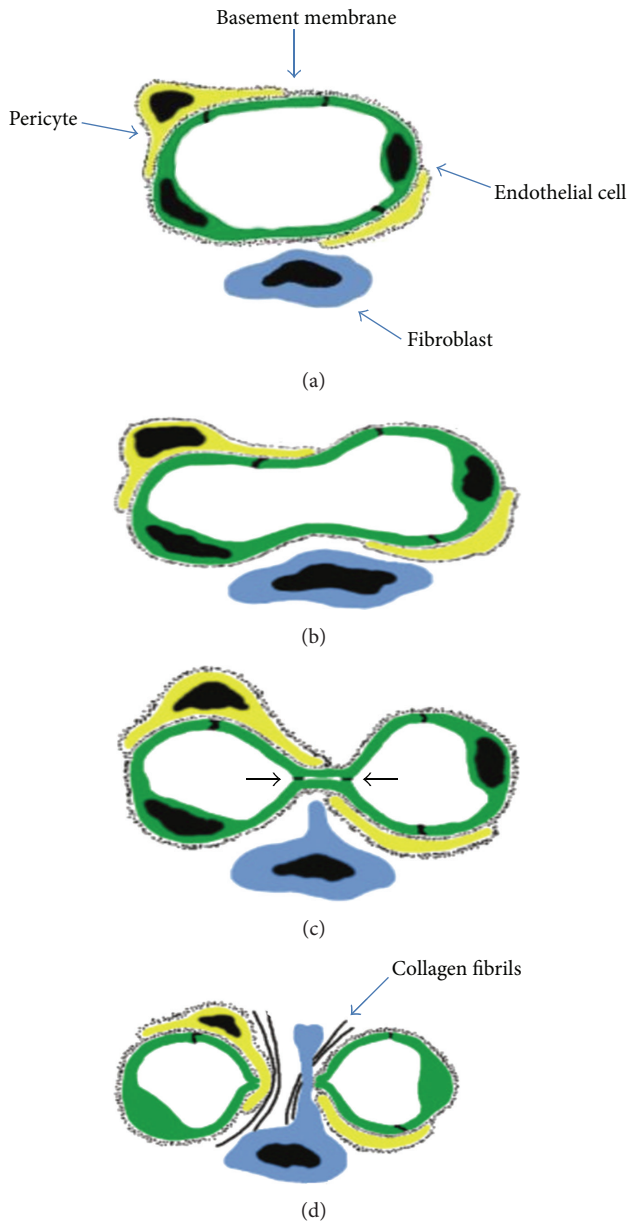 Basement membrane
Pericyte
Endothelial cell
Fibroblast
(a)
(b)
(c)
Collagen fibrils
(d)